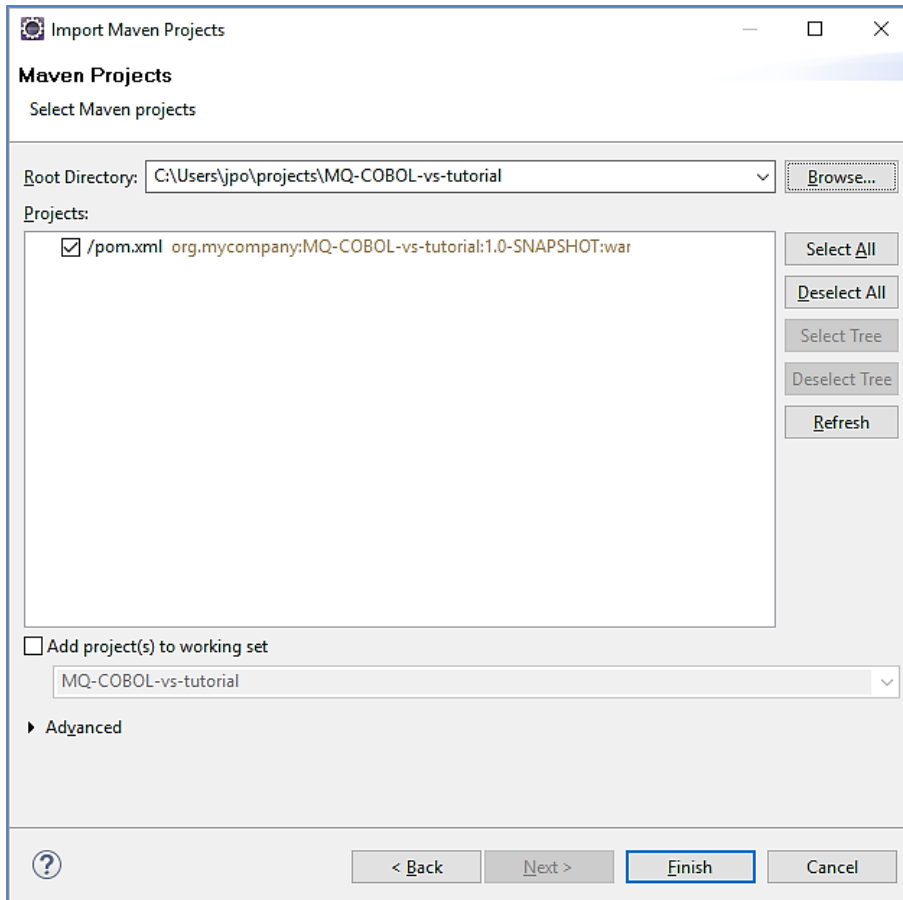 Import Maven Projects
Maven Projects
Select Maven projects
Root Directory: C:\Users\jpo\projects\MQ-COBOL-vs-tutorial Browse...
Projects:
/pom.xml org.mycompany:MQ-COBOL-vs-tutorial:1.0-SNAPSHOT:war
Select All
Deselect All
Select Tree
Deselect Tree
Refresh
Add project(s) to working set
MQ-COBOL-vs-tutorial
Advanced
? < Back Next > Finish Cancel